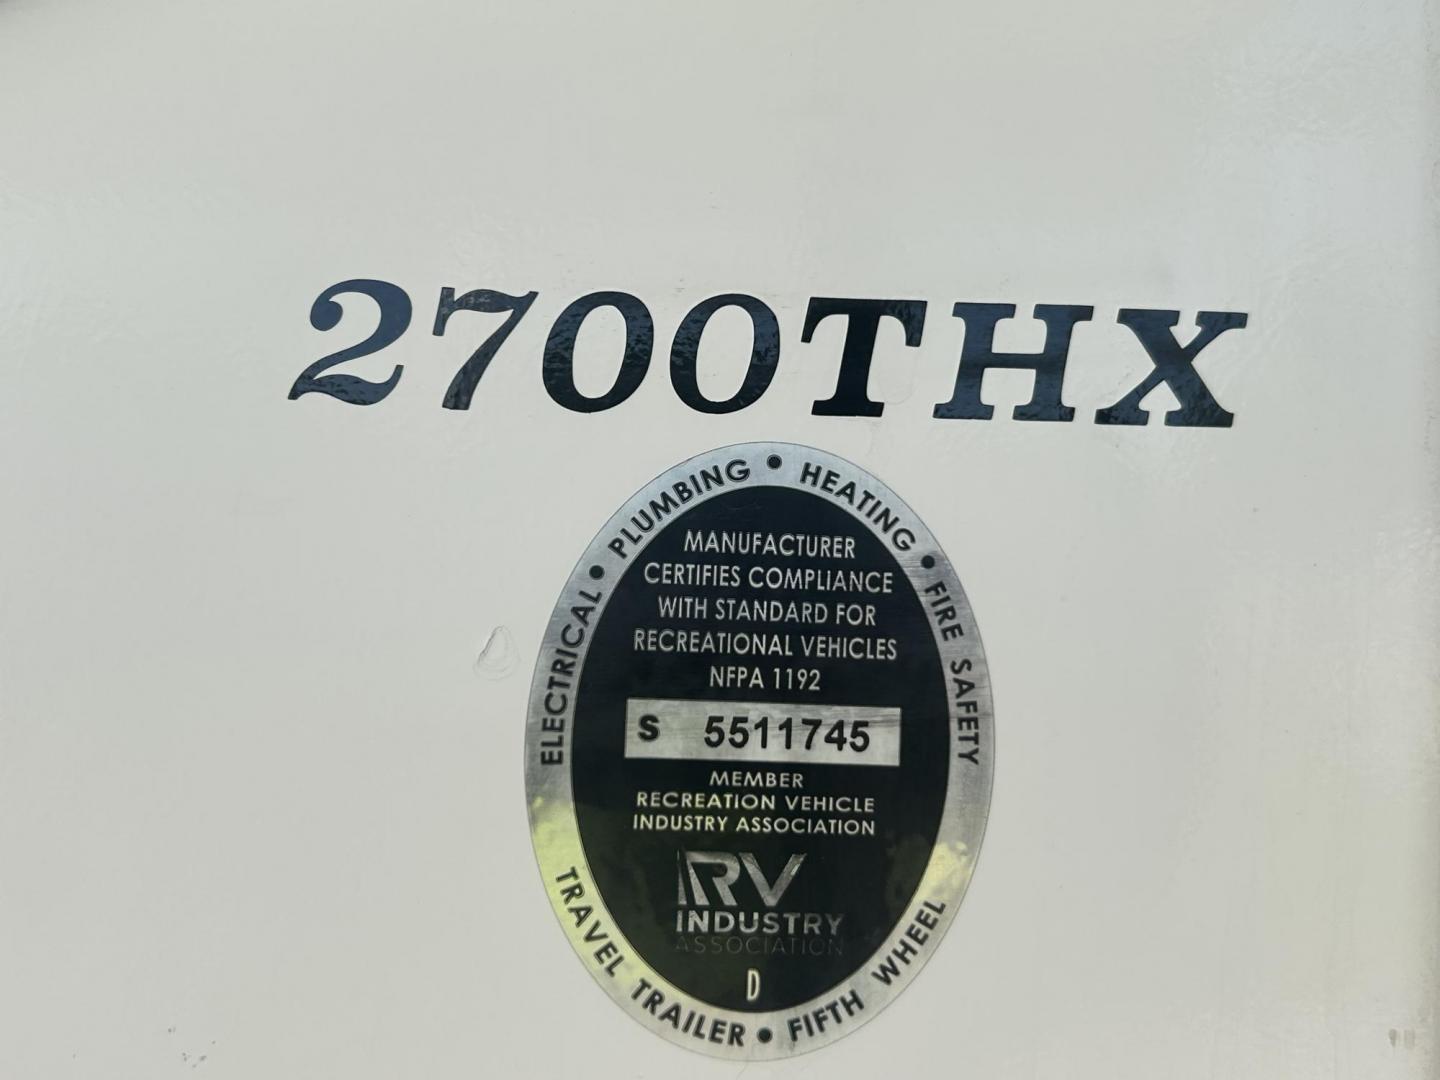 2700THX
ELECTRICAL • PLUMBING • HEATING • FIRE SAFETY
MANUFACTURER
CERTIFIES COMPLIANCE
WITH STANDARD FOR
RECREATIONAL VEHICLES
NFPA 1192
S 5511745
MEMBER
RECREATION VEHICLE
INDUSTRY ASSOCIATION
RV
INDUSTRY
ASSOCIATION
D
TRAVEL TRAILER • FIFTH WHEEL